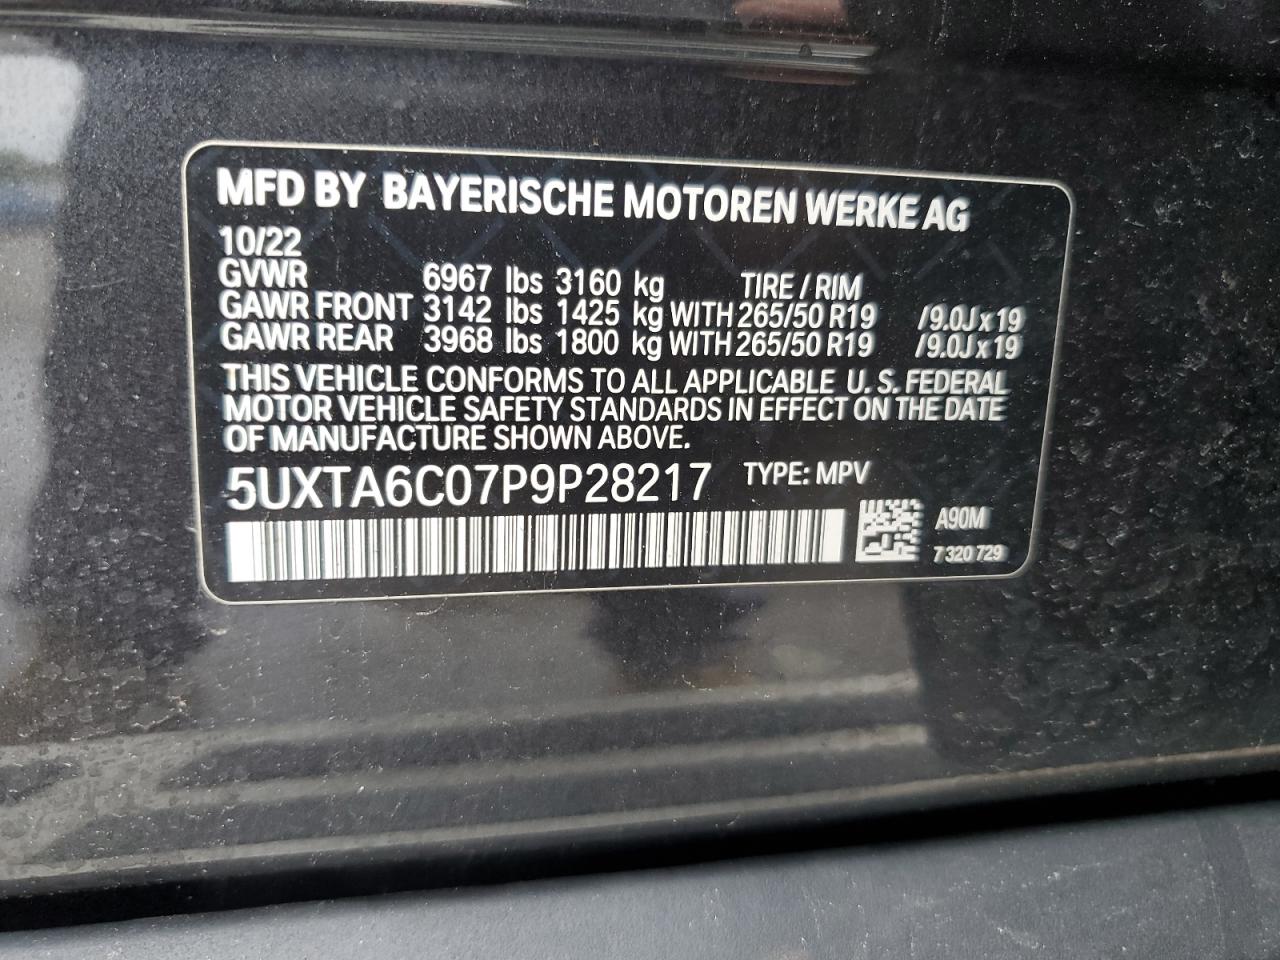 MFD BY BAYERISCHE MOTOREN WERKE AG
10/22
GVWR 6967 lbs 3160 kg TIRE / RIM
GAWR FRONT 3142 lbs 1425 kg WITH 265/50 R19 /9.0J x 19
GAWR REAR 3968 lbs 1800 kg WITH 265/50 R19 /9.0J x 19
THIS VEHICLE CONFORMS TO ALL APPLICABLE U. S. FEDERAL
MOTOR VEHICLE SAFETY STANDARDS IN EFFECT ON THE DATE
OF MANUFACTURE SHOWN ABOVE.
5UXTA6C07P9P28217 TYPE: MPV
A90M
7 320 729